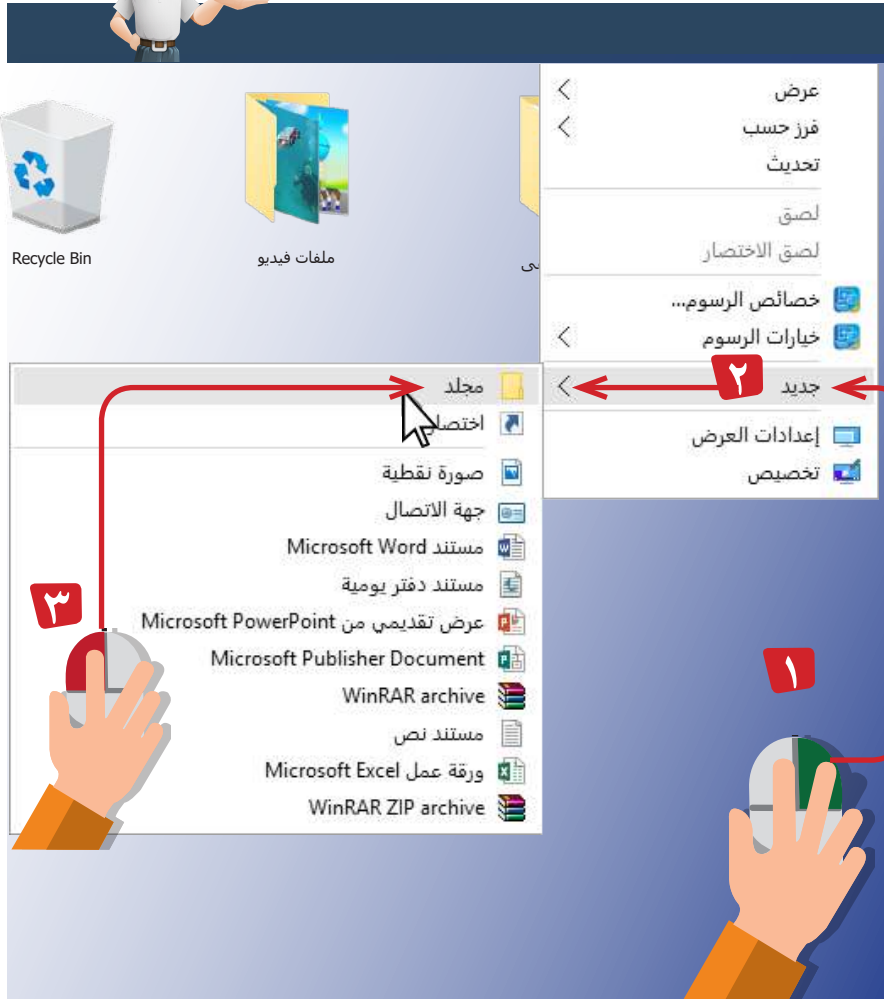 عرض
فرز حسب
تحديث
لصق
لصق الاختصار
خصائص الرسوم...
خيارات الرسوم
جديد
إعدادات العرض
تخصيص
ملفات فيديو
Recycle Bin
٢
مجلد
صورة نقطية
جهة الاتصال
مستند Microsoft Word
مستند دفتر يومية
عرض تقديمي من Microsoft PowerPoint
Microsoft Publisher Document
WinRAR archive
مستند نص
ورقة عمل Microsoft Excel
WinRAR ZIP archive
٣
١